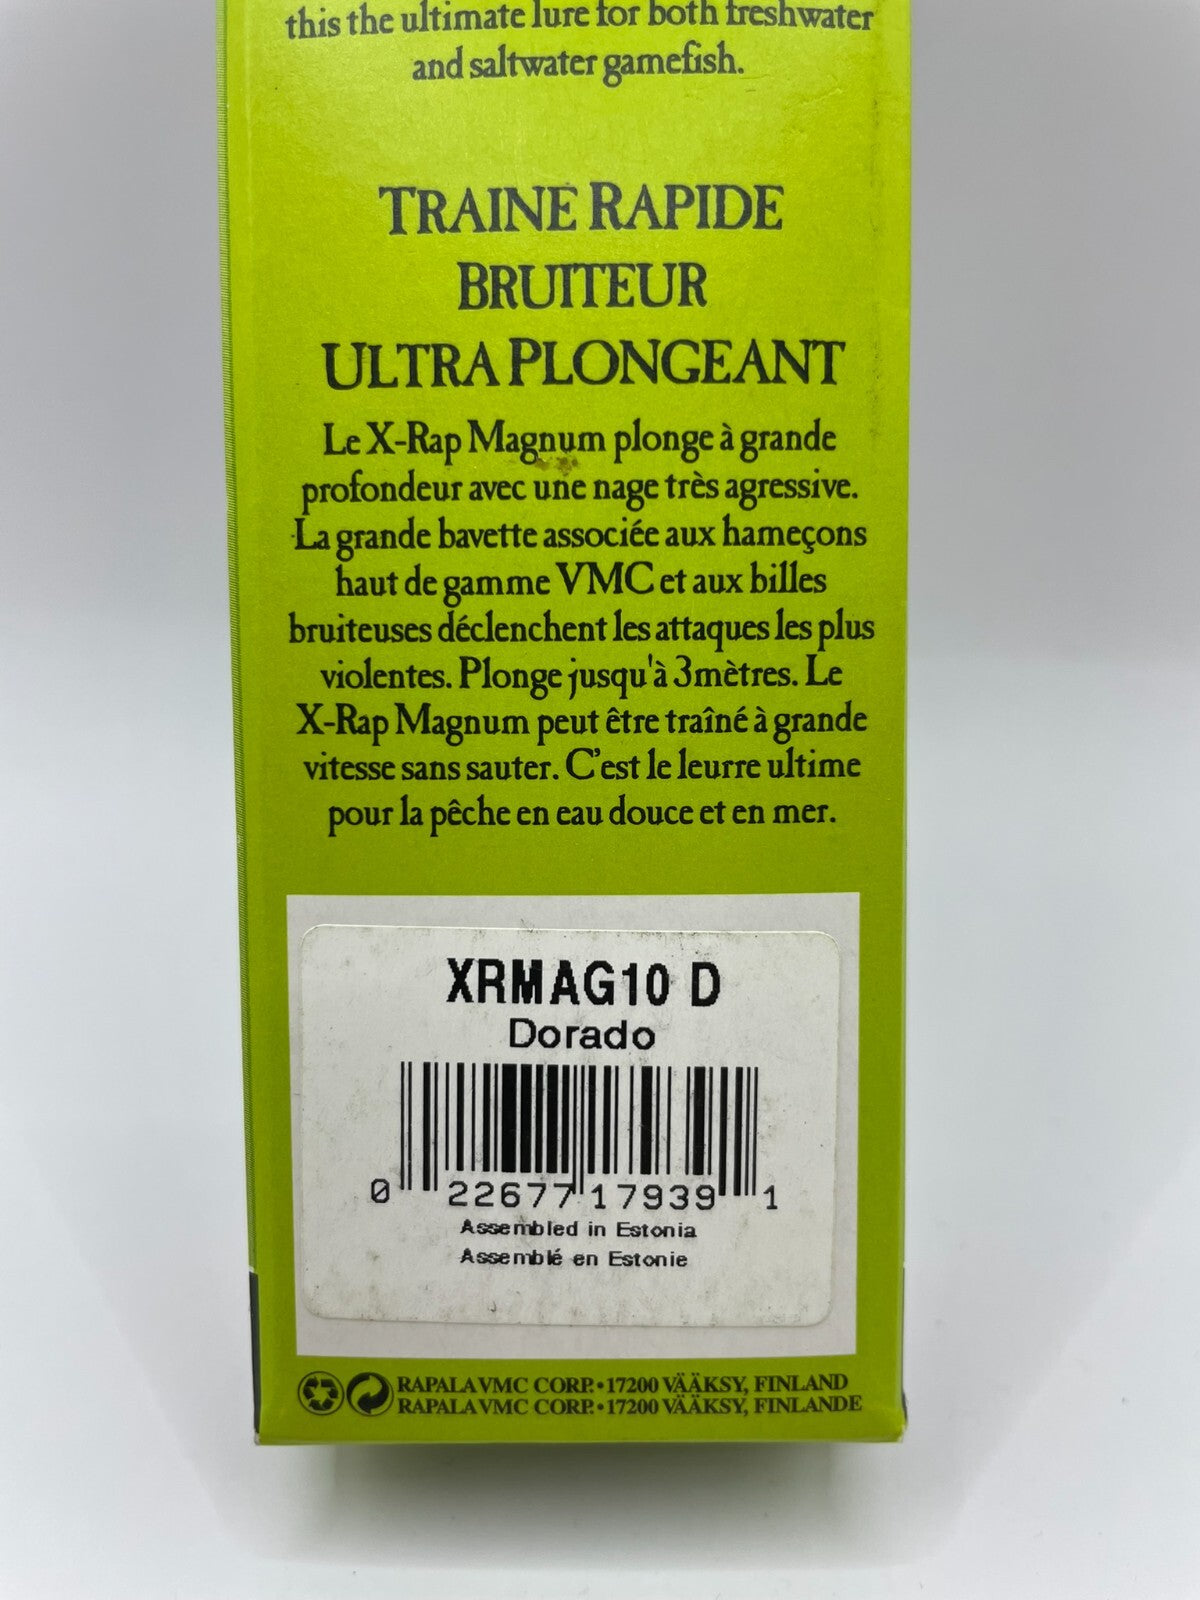 this the ultimate lure for both freshwater
and saltwater gamefish.
TRAINE RAPIDE
BRUITEUR
ULTRA PLONGEANT
Le X-Rap Magnum plonge à grande
profondeur avec une nage très agressive.
La grande bavette associée aux hameçons
haut de gamme VMC et aux billes
bruiteuses déclenchent les attaques les plus
violentes. Plonge jusqu'à 3 mètres. Le
X-Rap Magnum peut être traîné à grande
vitesse sans sauter. C'est le leurre ultime
pour la pêche en eau douce et en mer.
XRMAG10 D
Dorado
0 22677 17939 1
Assembled in Estonia
Assemblé en Estonie
RAPALA VMC CORP. • 17200 VÄÄKSY, FINLAND
RAPALA VMC CORP. • 17200 VÄÄKSY, FINLANDE